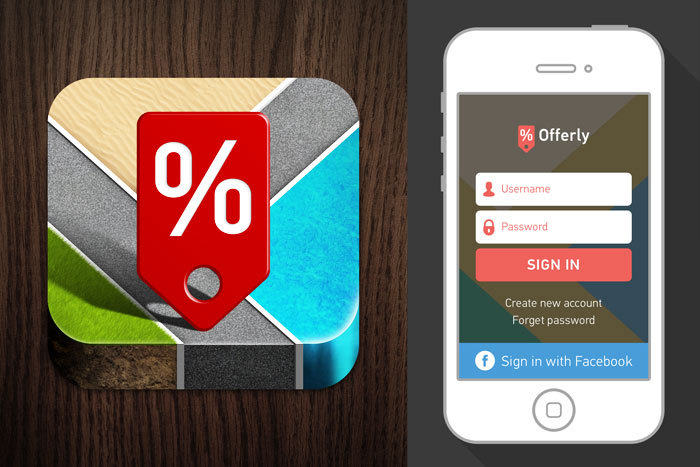 %
% Offerly
Username
Password
SIGN IN
Create new account
Forget password
f Sign in with Facebook